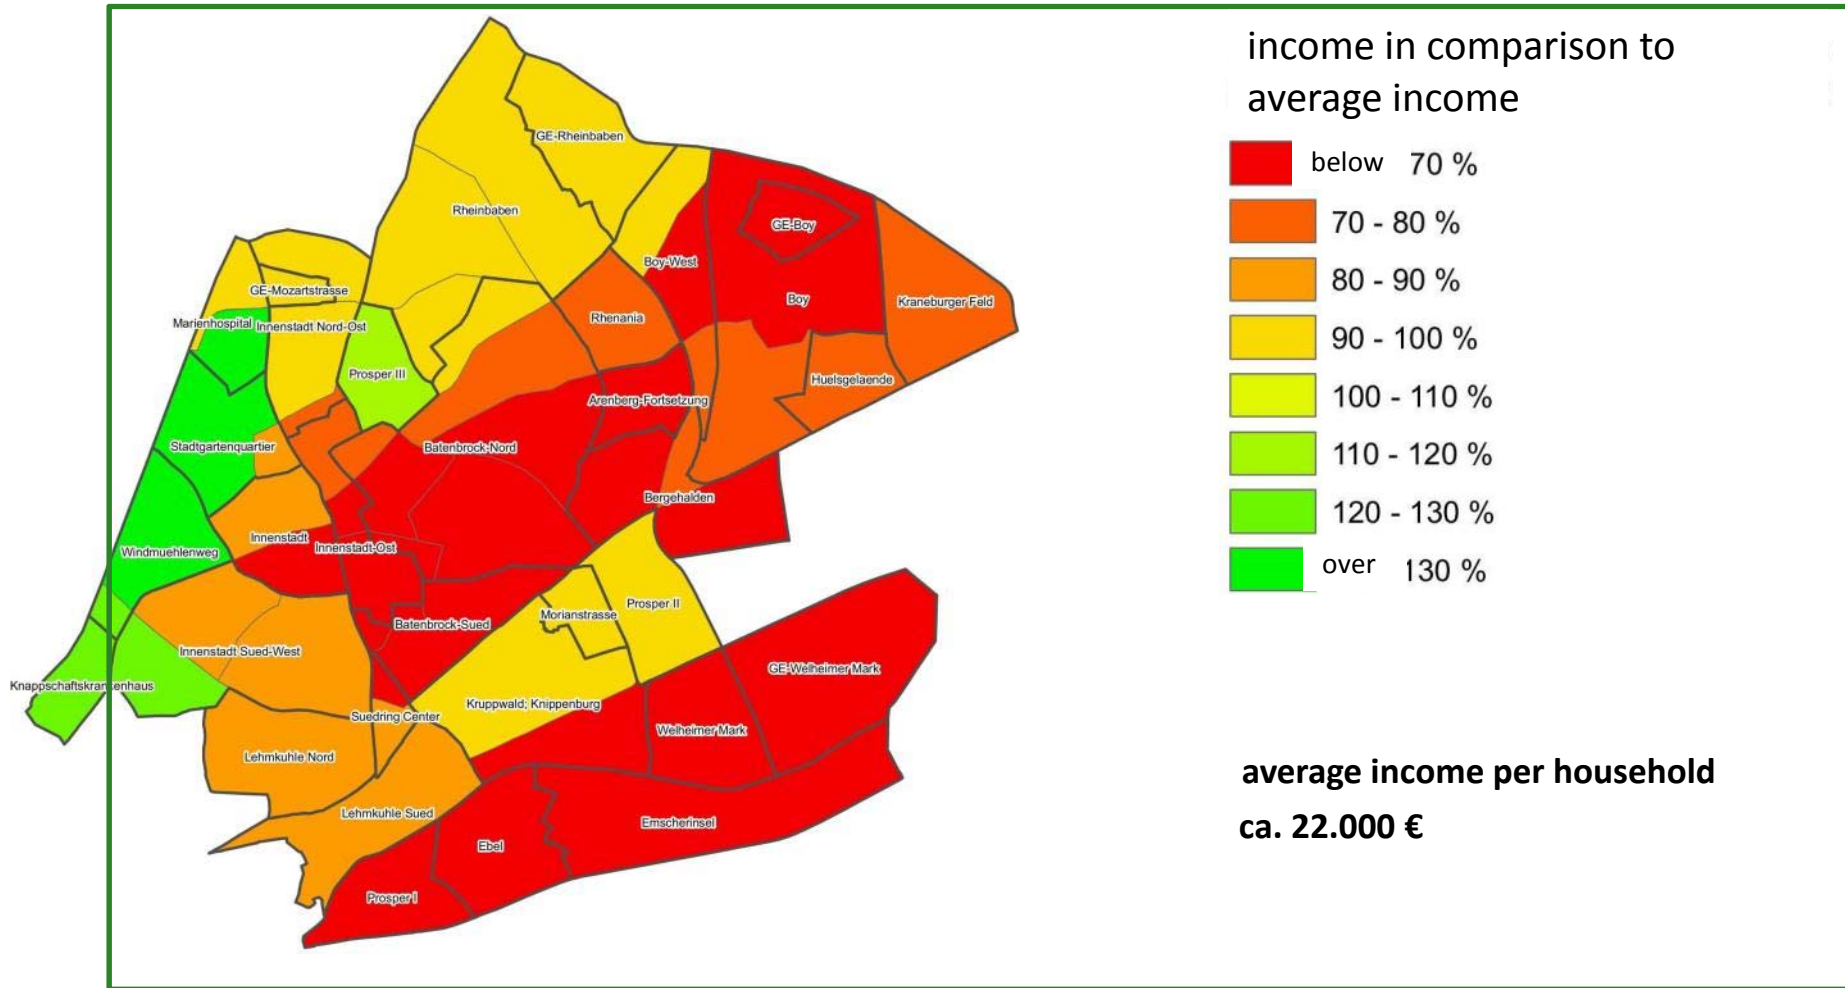 income in comparison to
average income
below 70 %
70 - 80 %
80 - 90 %
90 - 100 %
100 - 110 %
110 - 120 %
120 - 130 %
over 130 %
average income per household
ca. 22.000 €
GE-Rheinbaben
Rheinbaben
GE-Boy
Boy-West
GE-Mozartstrasse
Boy
Kraneburger Feld
Marienhospital
Innenstadt Nord-Ost
Rhenania
Prosper III
Huelsgelaende
Arenberg-Fortsetzung
Stadtgartenquartier
Batenbrock-Nord
Bergehalden
Innenstadt
Innenstadt-Ost
Windmuehlenweg
Prosper II
Morianstrasse
Batenbrock-Sued
Innenstadt Sued-West
GE-Welheimer Mark
Knappschaftskrankenhaus
Kruppwald; Knippenburg
Suedring Center
Welheimer Mark
Lehmkuhle Nord
Lehmkuhle Sued
Emscherinsel
Ebel
Prosper I